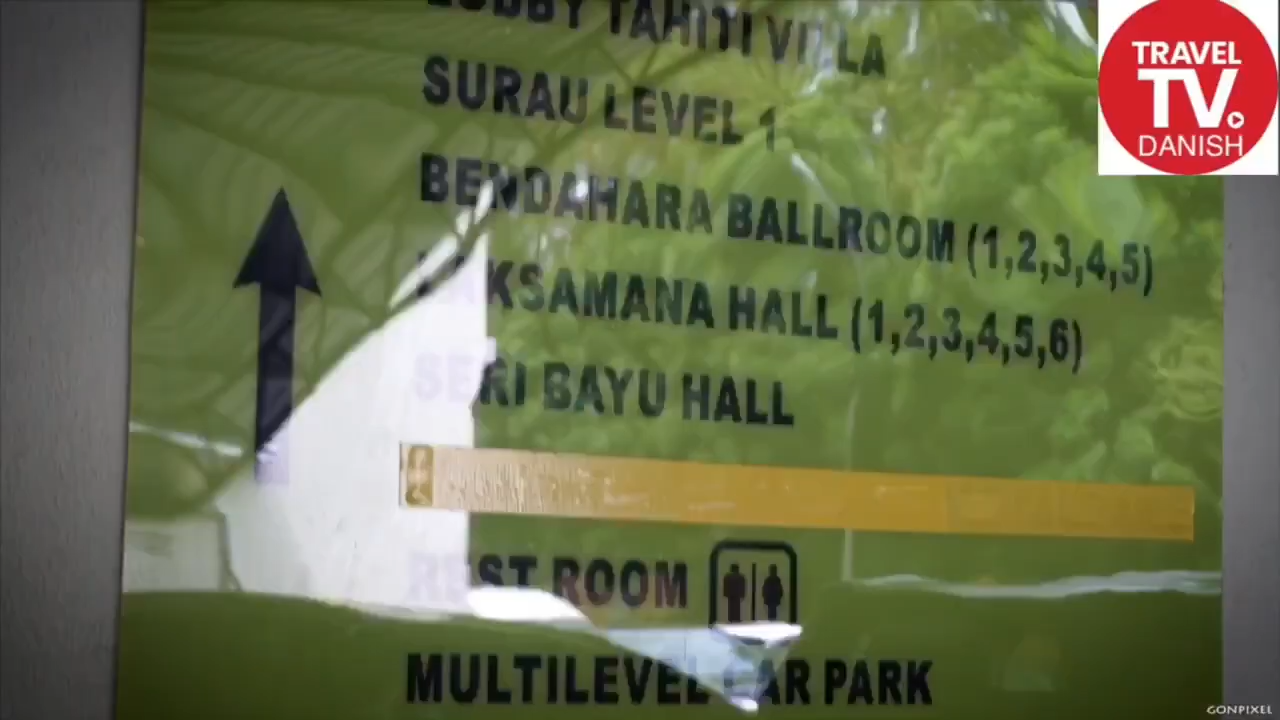 LOBBY TAHITI VILLA
SURAU LEVEL 1
BENDAHARA BALLROOM (1,2,3,4,5)
LAKSAMANA HALL (1,2,3,4,5,6)
SERI BAYU HALL
REST ROOM
MULTILEVEL CAR PARK
TRAVEL
TV
DANISH
GONPIXEL